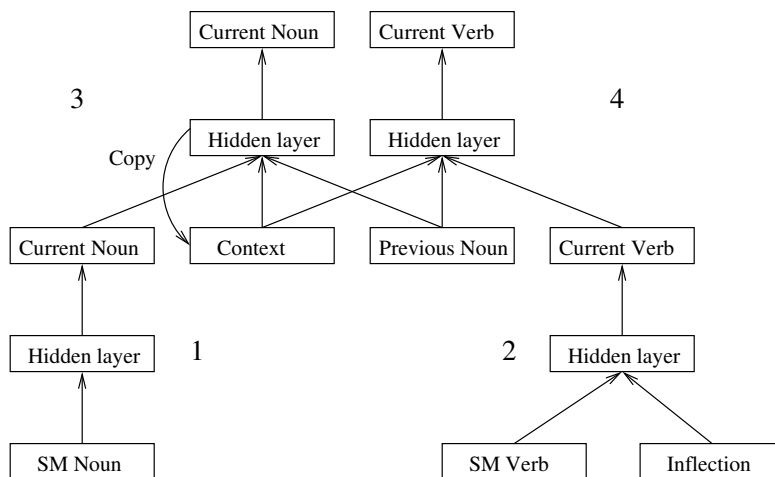 Current Noun
Current Verb
3
4
Hidden layer
Hidden layer
Copy
Current Noun
Context
Previous Noun
Current Verb
Hidden layer
1
2
Hidden layer
SM Noun
SM Verb
Inflection